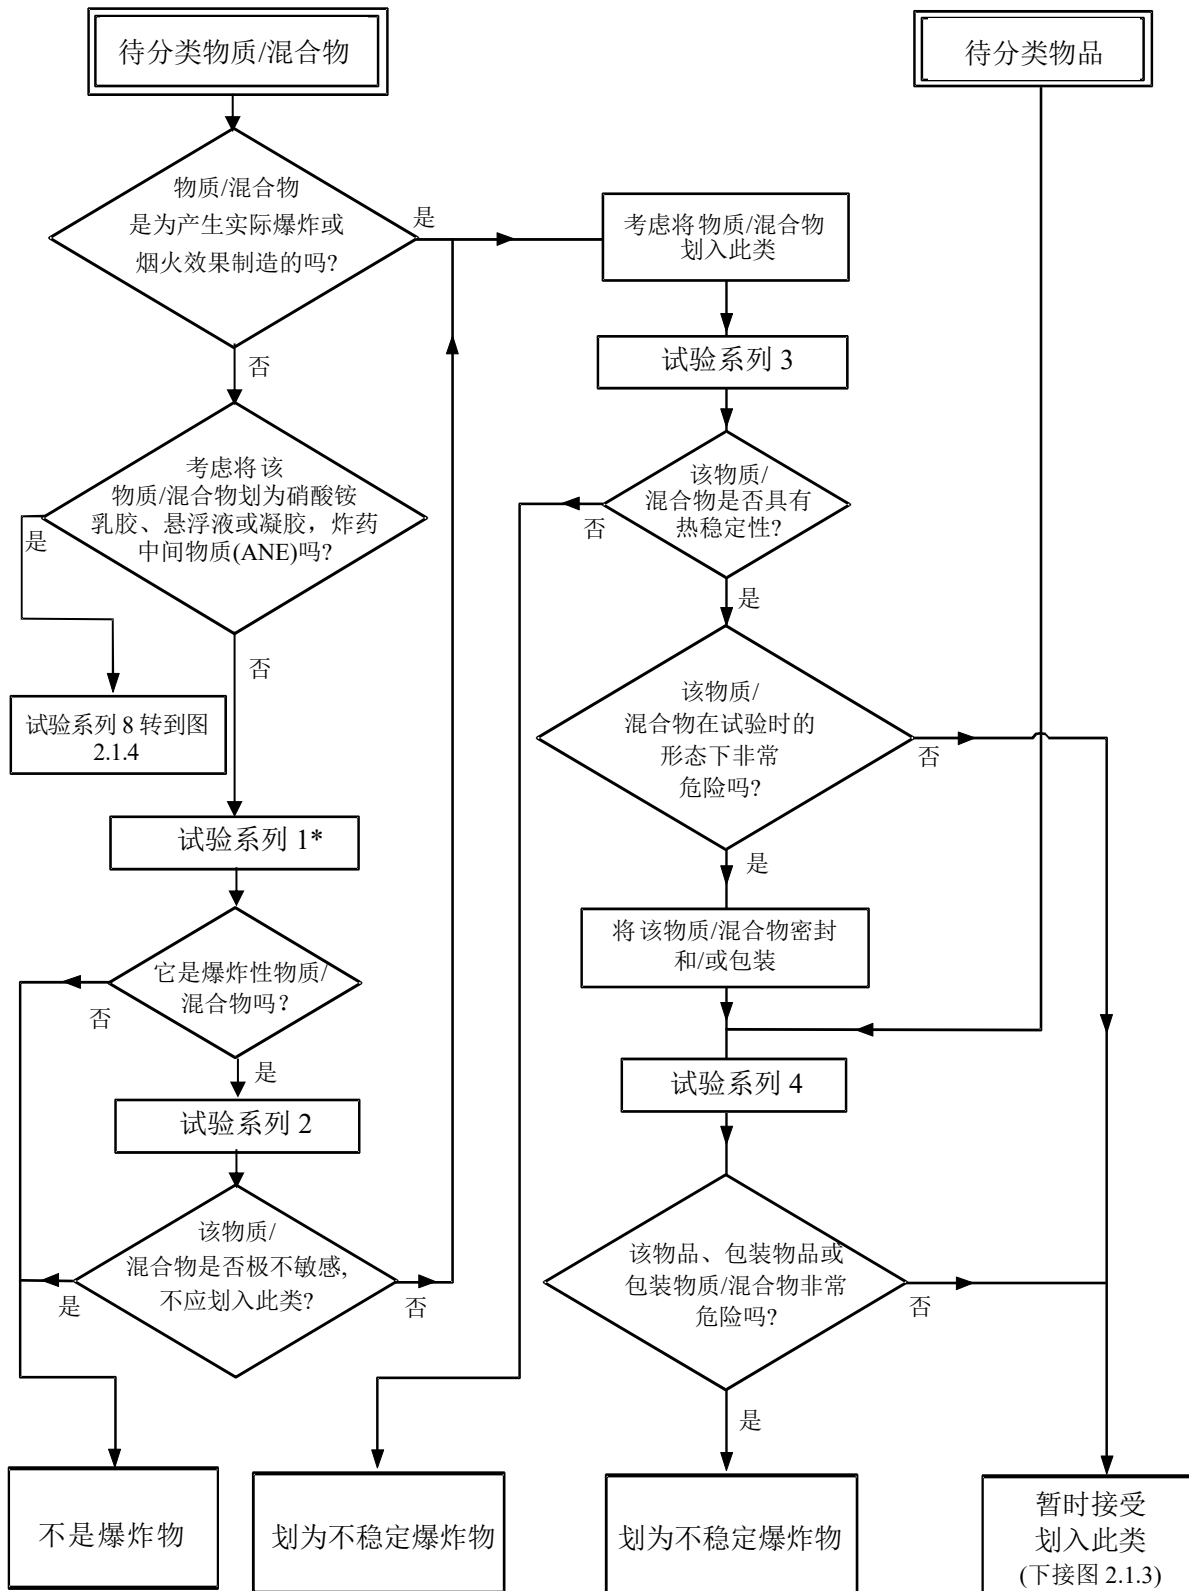 待分类物质/混合物
待分类物品
物质/混合物
是为产生实际爆炸或
烟火效果制造的吗?
是
否
考虑将物质/混合物
划入此类
试验系列 3
考虑将该
物质/混合物划为硝酸铵
乳胶、悬浮液或凝胶，炸药
中间物质(ANE)吗?
是
否
试验系列 8 转到图
2.1.4
该物质/
混合物是否具有
热稳定性?
否
是
该物质/
混合物在试验时的
形态下非常
危险吗?
否
是
试验系列 1*
将该物质/混合物密封
和/或包装
它是爆炸性物质/
混合物吗？
否
是
试验系列 4
试验系列 2
该物质/
混合物是否极不敏感,
不应划入此类?
是
否
该物品、包装物品或
包装物质/混合物非常
危险吗?
否
是
不是爆炸物
划为不稳定爆炸物
划为不稳定爆炸物
暂时接受
划入此类
(下接图 2.1.3)